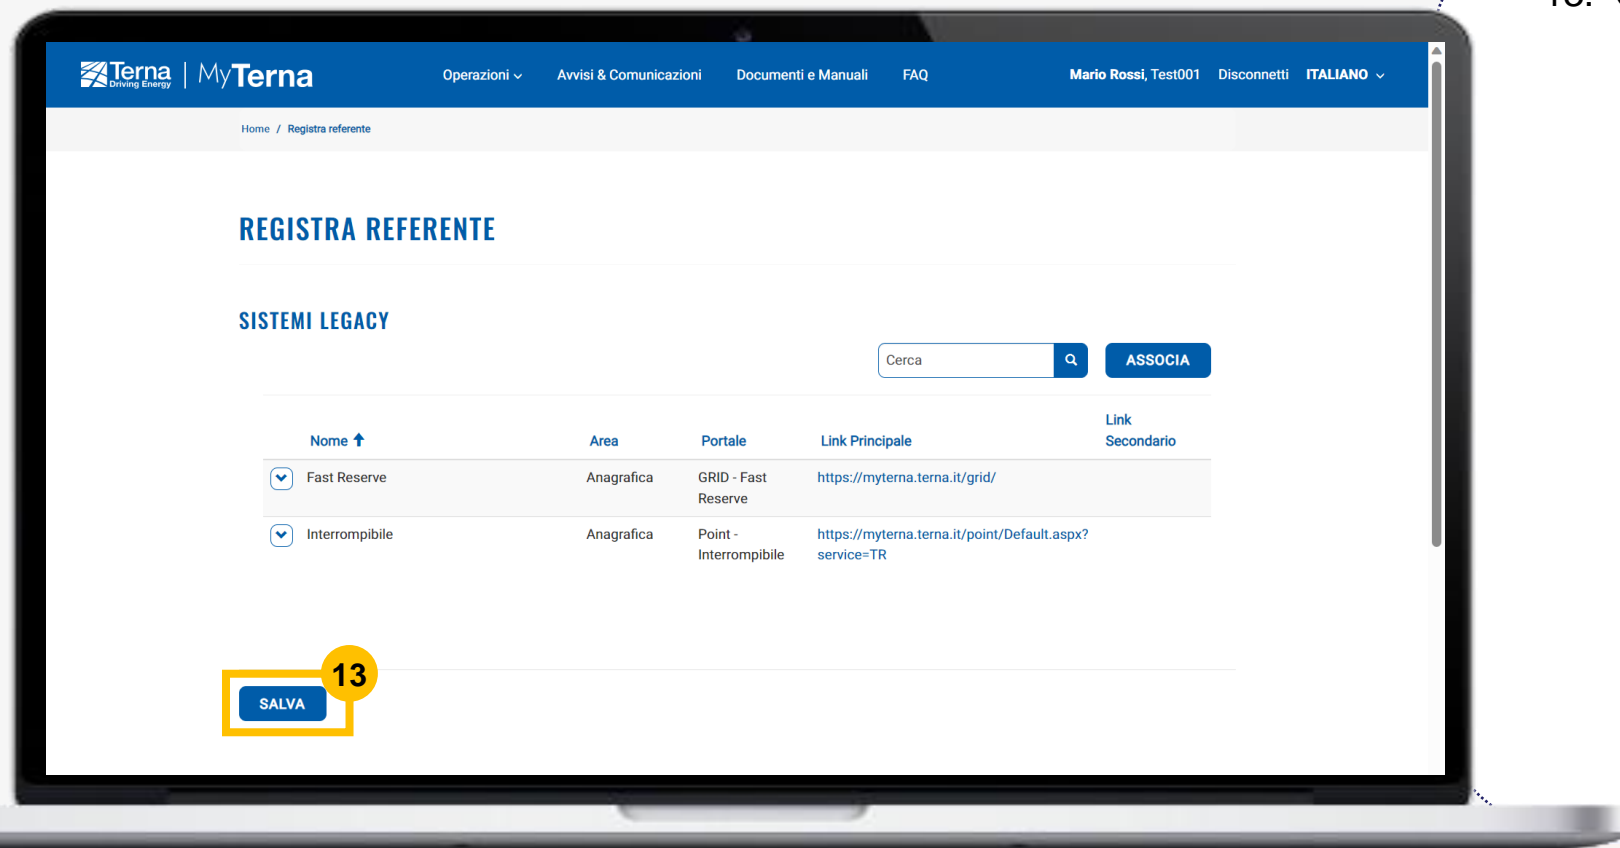 Terna
Driving Energy
MyTerna
Operazioni
Avvisi & Comunicazioni
Documenti e Manuali
FAQ
Mario Rossi, Test001
Disconnetti
ITALIANO
Home / Registra referente
REGISTRA REFERENTE
SISTEMI LEGACY
Cerca
ASSOCIA
Nome
Area
Portale
Link Principale
Link
Secondario
Fast Reserve
Anagrafica
GRID - Fast
Reserve
https://myterna.terna.it/grid/
Interrompibile
Anagrafica
Point -
Interrompibile
https://myterna.terna.it/point/Default.aspx?
service=TR
13
SALVA